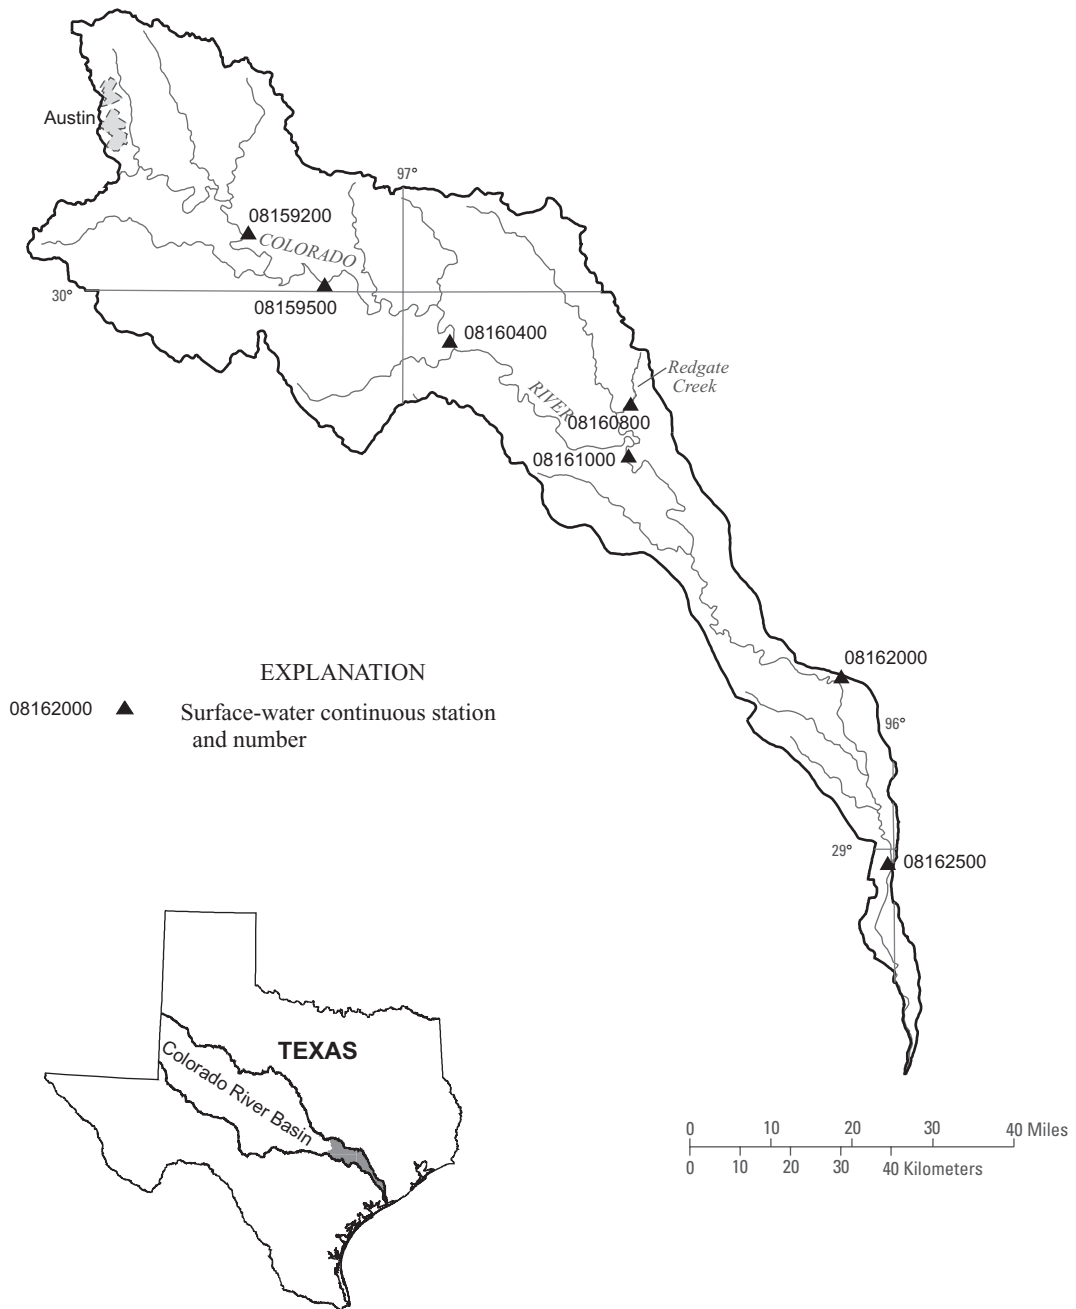 Austin
97°
08159200
COLORADO
30°
08159500
08160400
Redgate
Creek
RIVER
08160800
08161000
08162000
EXPLANATION
08162000
Surface-water continuous station
and number
96°
29°
08162500
TEXAS
Colorado River Basin
0 10 20 30 40 Miles
0 10 20 30 40 Kilometers